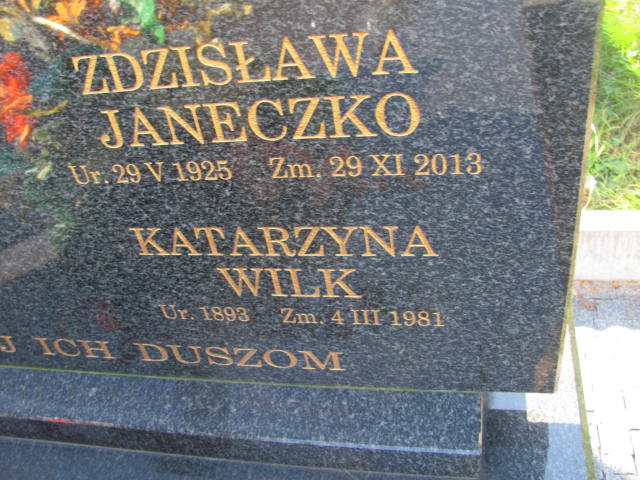 ZDZISŁAWA
JANECZKO
Ur. 29 V 1925 Zm. 29 XI 2013
KATARZYNA
WILK
Ur. 1893 Zm. 4 III 1981
J ICH DUSZOM